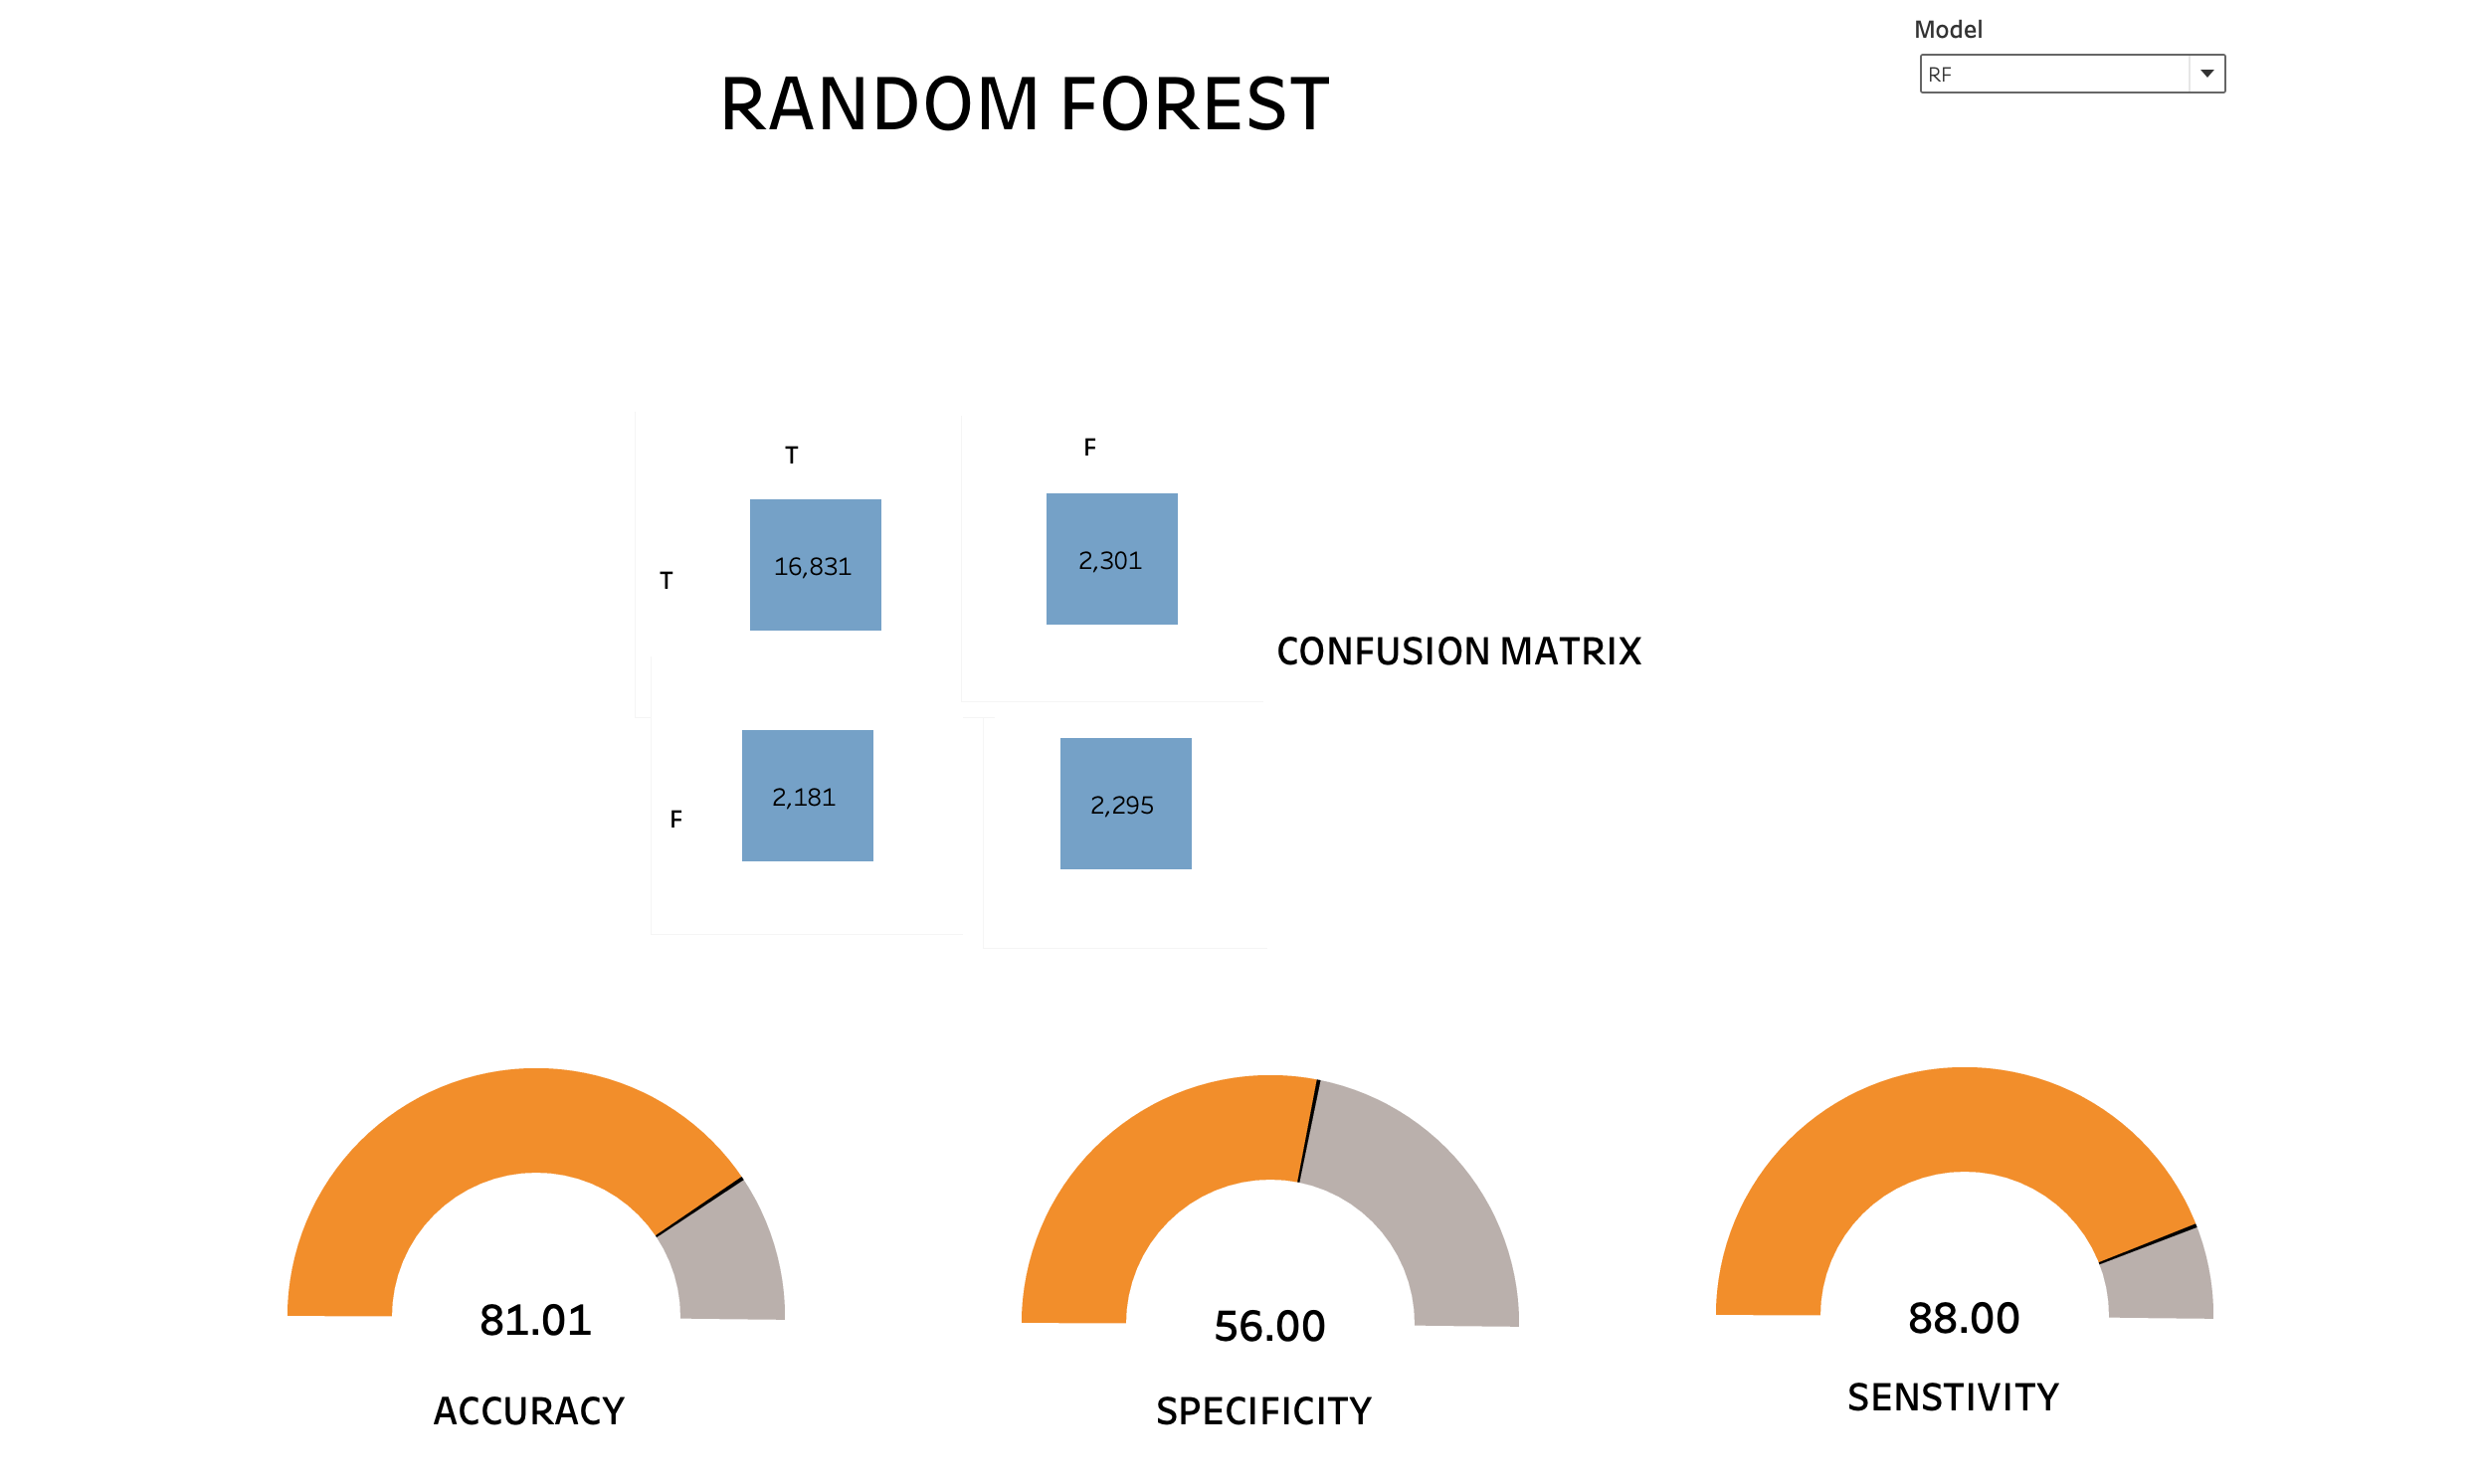 Model
RF
RANDOM FOREST
T F
T 16,831 2,301
CONFUSION MATRIX
F 2,181 2,295
81.01 56.00 88.00
ACCURACY SPECIFICITY SENSTIVITY